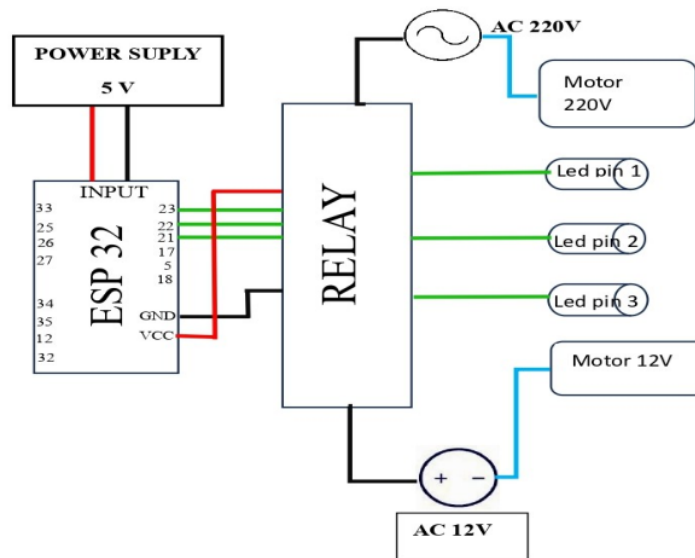 POWER SUPLY
5 V
AC 220V
Motor
220V
INPUT
33
25
26
27
34
35
12
32
ESP 32
23
22
21
17
5
18
GND
VCC
RELAY
Led pin 1
Led pin 2
Led pin 3
Motor 12V
+ −
AC 12V